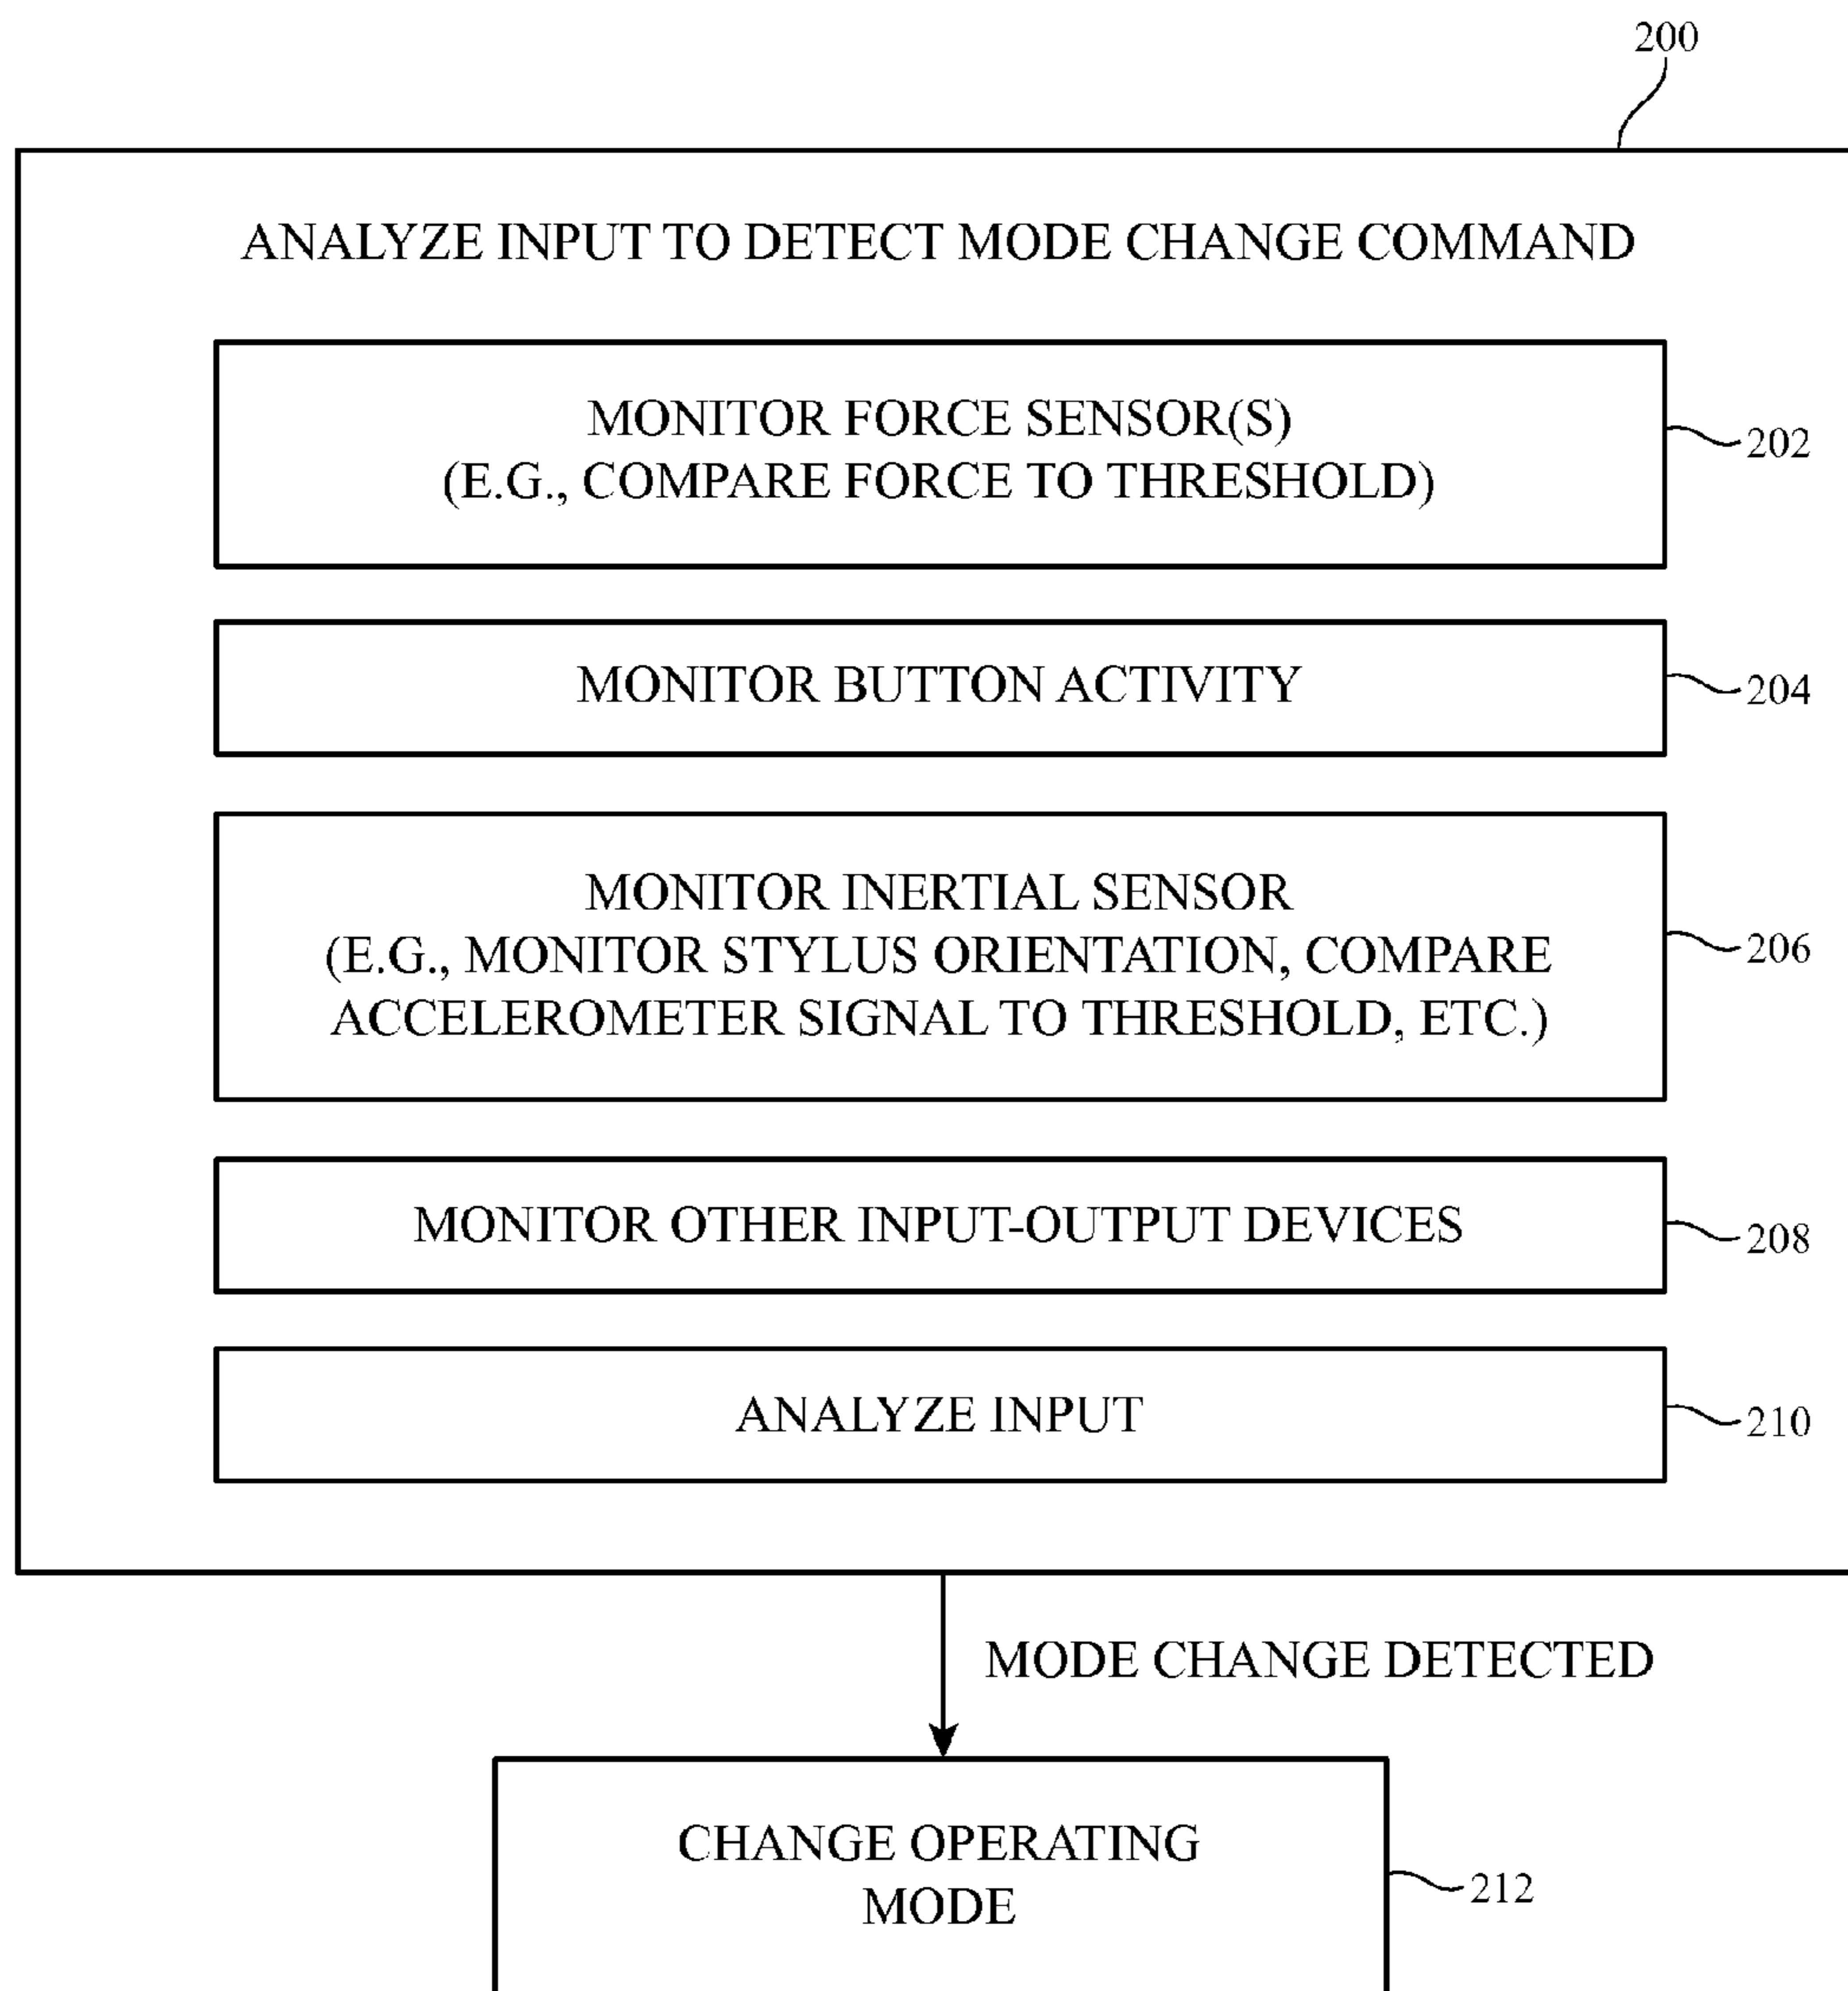 200
ANALYZE INPUT TO DETECT MODE CHANGE COMMAND
MONITOR FORCE SENSOR(S)
(E.G., COMPARE FORCE TO THRESHOLD)
202
MONITOR BUTTON ACTIVITY
204
MONITOR INERTIAL SENSOR
(E.G., MONITOR STYLUS ORIENTATION, COMPARE
ACCELEROMETER SIGNAL TO THRESHOLD, ETC.)
206
MONITOR OTHER INPUT-OUTPUT DEVICES
208
ANALYZE INPUT
210
MODE CHANGE DETECTED
CHANGE OPERATING
MODE
212